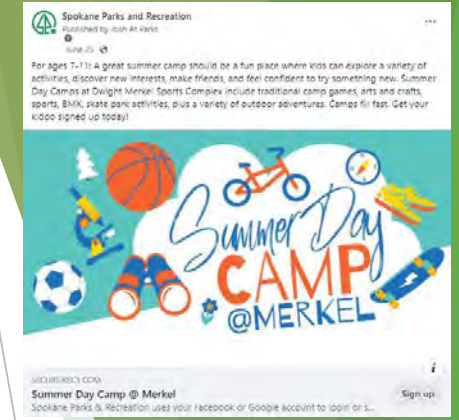 Spokane Parks and Recreation
Published by Josh At Parks
June 25
For ages 7-11: A great summer camp should be a fun place where kids can explore a variety of
activities, discover new interests, make friends, and feel confident to try something new. Summer
Day Camps at Dwight Merkel Sports Complex include traditional camp games, arts and crafts,
sports, BMX, skate park activities, plus a variety of outdoor adventures. Camps fill fast. Get your
kiddo signed up today!
Summer Day
CAMP
@MERKEL
i
Summer Day Camp @ Merkel
Sign up
Spokane Parks & Recreation uses your Facebook or Google account to login or s...